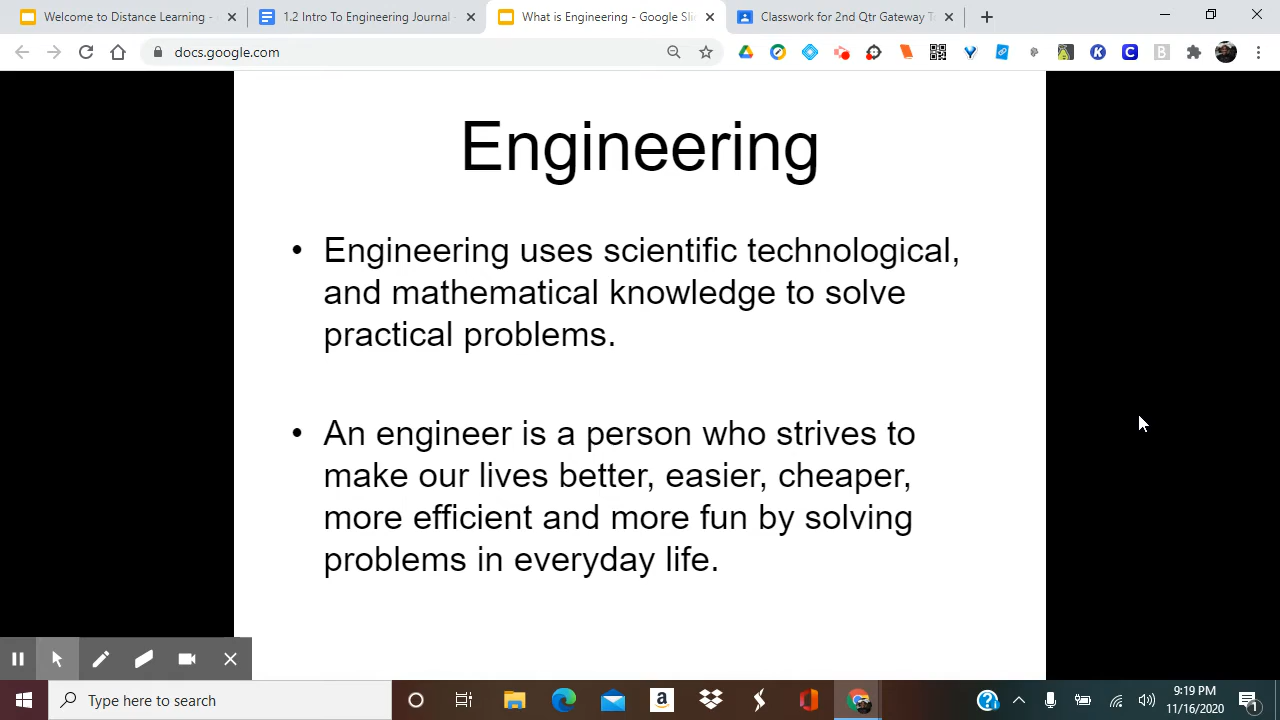 Welcome to Distance Learning -
1.2 Intro To Engineering Journal -
What is Engineering - Google Sli
Classwork for 2nd Qtr Gateway T
docs.google.com
Engineering
• Engineering uses scientific technological,
and mathematical knowledge to solve
practical problems.
• An engineer is a person who strives to
make our lives better, easier, cheaper,
more efficient and more fun by solving
problems in everyday life.
Type here to search
9:19 PM
11/16/2020